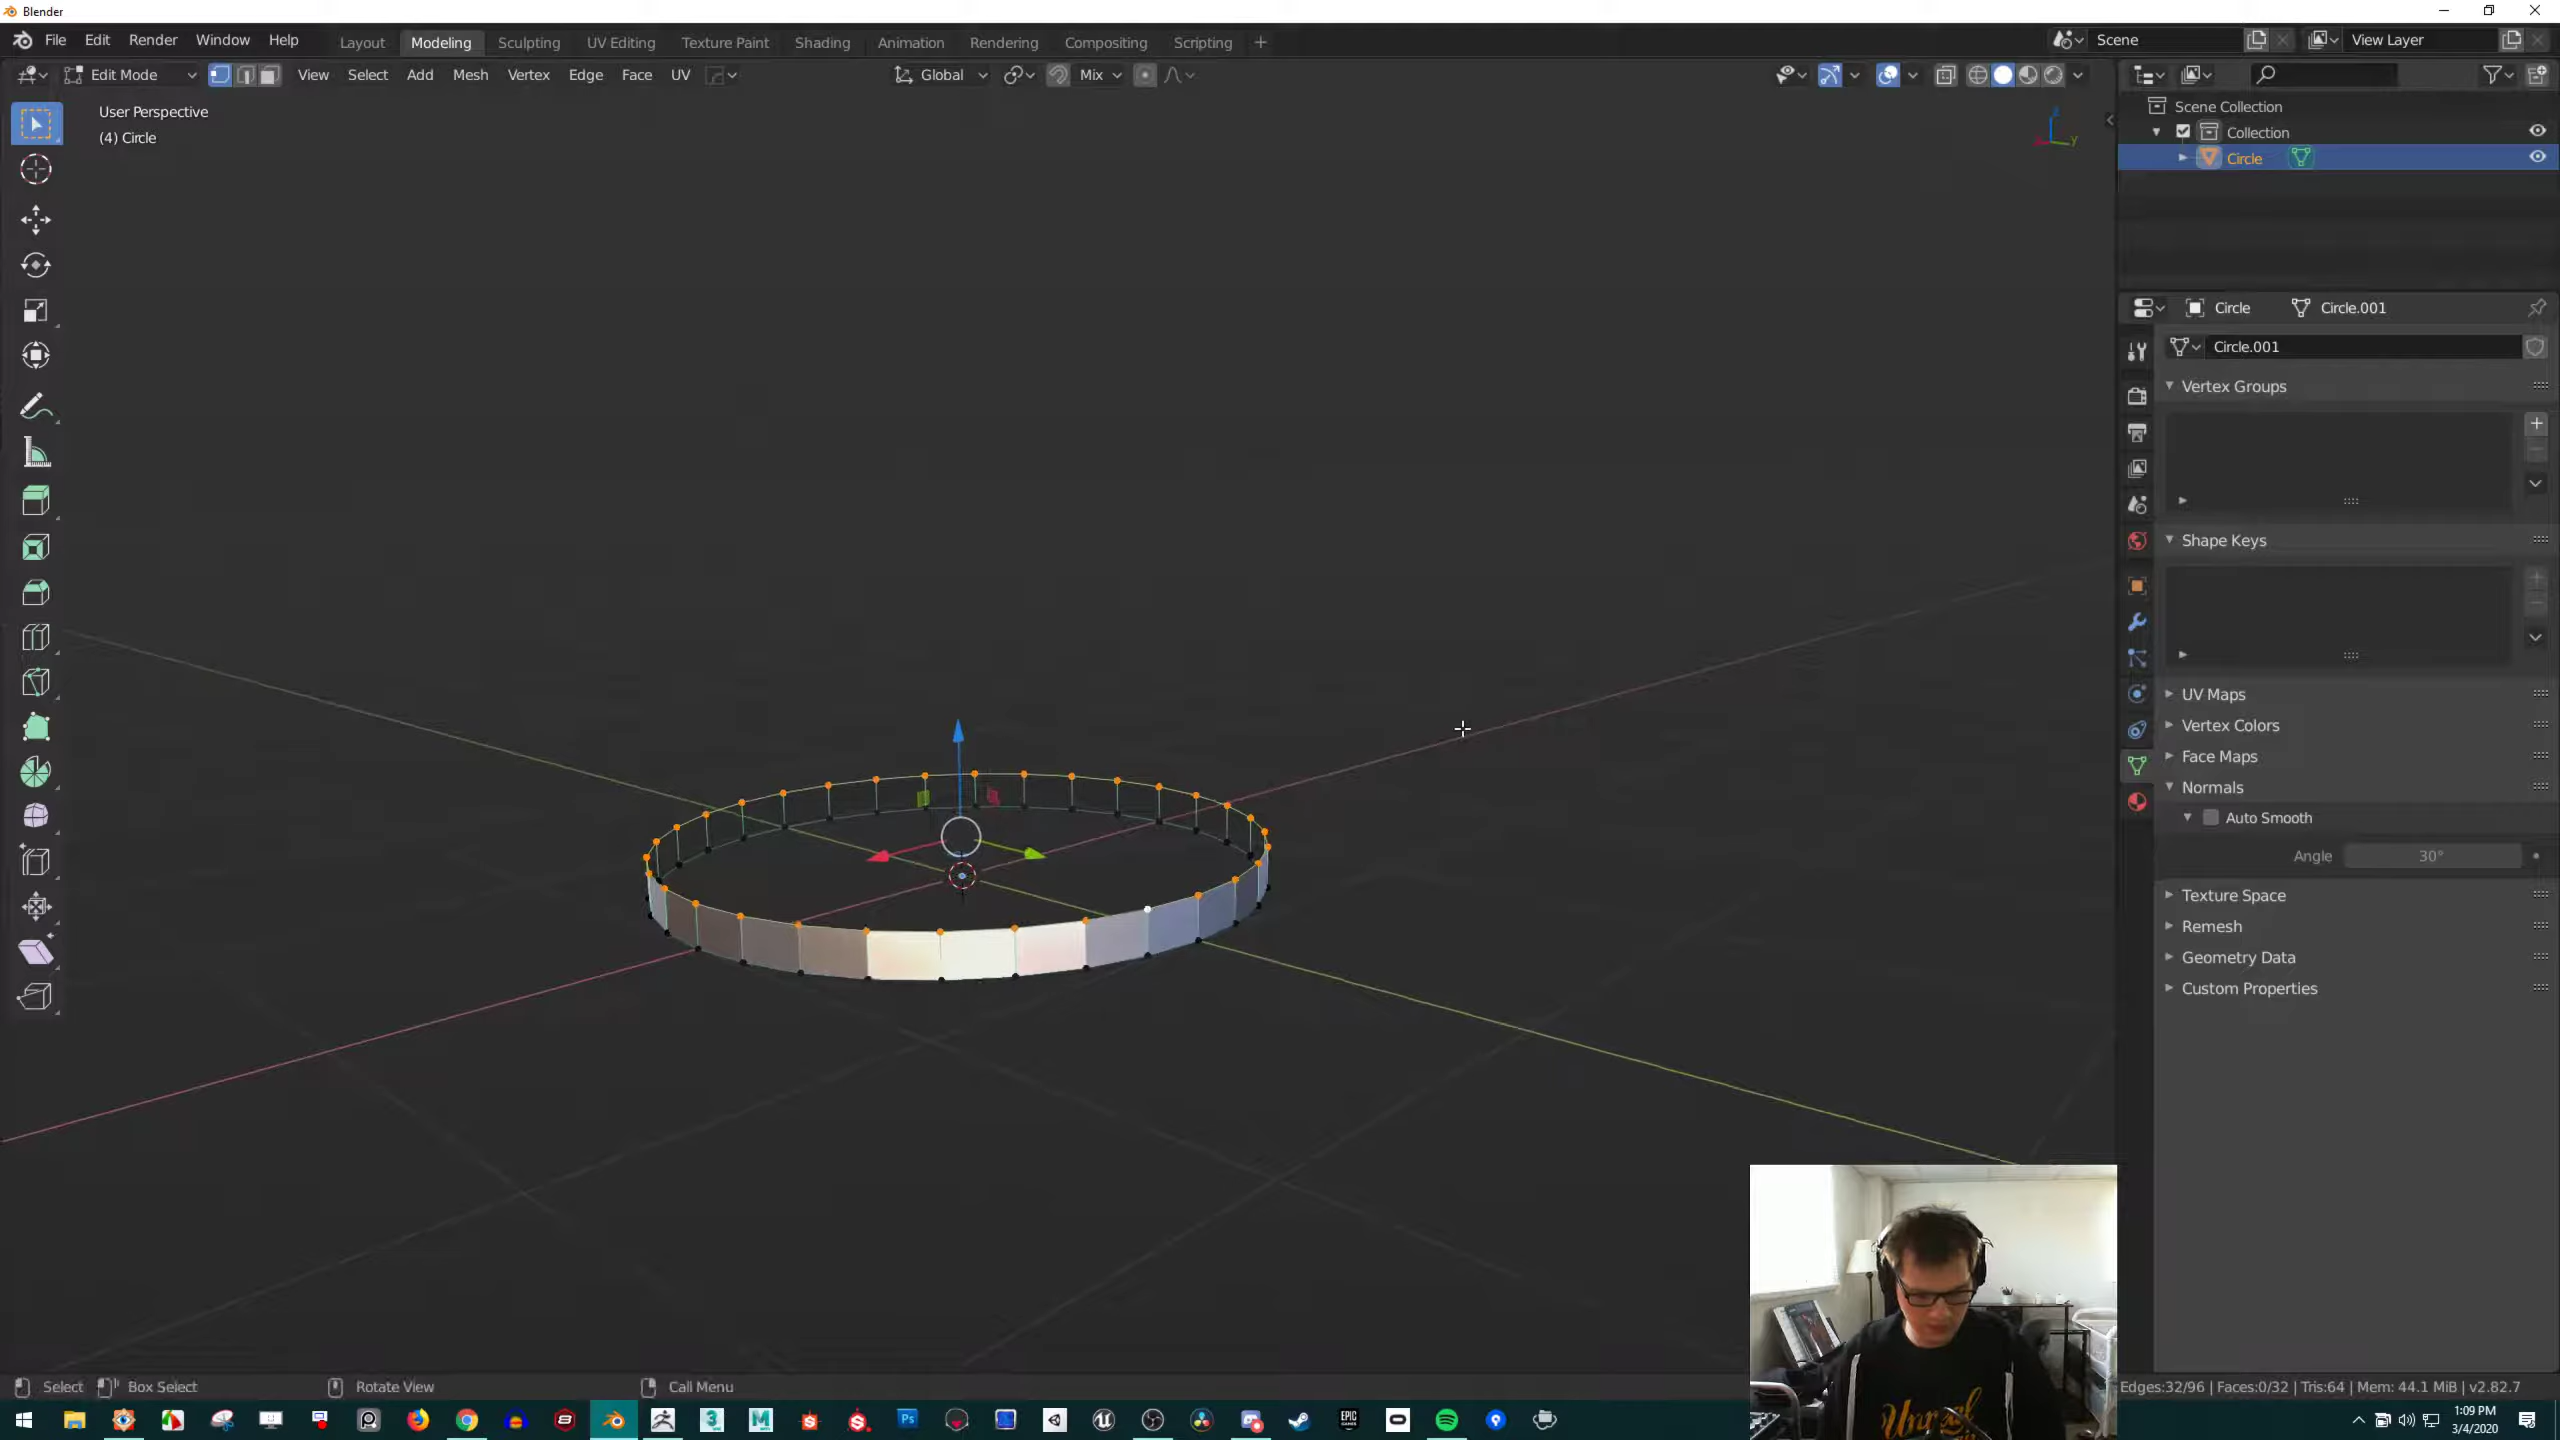 Blender
File Edit Render Window Help Layout Modeling Sculpting UV Editing Texture Paint Shading Animation Rendering Compositing Scripting + Scene View Layer
Edit Mode View Select Add Mesh Vertex Edge Face UV Global Mix
User Perspective
(4) Circle
Scene Collection
Collection
Circle
Circle Circle.001
Circle.001
Vertex Groups
Shape Keys
UV Maps
Vertex Colors
Face Maps
Normals
Auto Smooth
Angle 30°
Texture Space
Remesh
Geometry Data
Custom Properties
Select Box Select Rotate View Call Menu Edges:32/96 | Faces:0/32 | Tris:64 | Mem: 44.1 MiB | v2.82.7
1:09 PM
3/4/2020